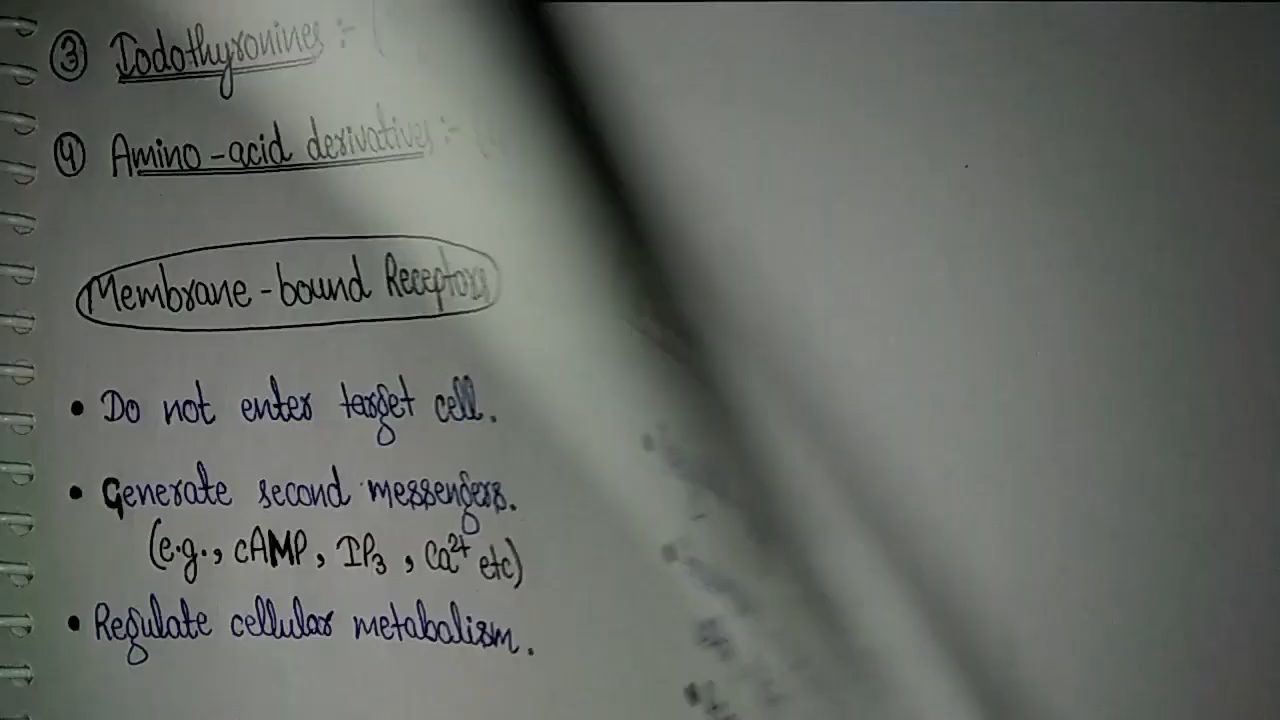 ③ Iodothyronines :- (
④ Amino-acid derivatives :-
Membrane-bound Receptors
• Do not enter target cell.
• Generate second messengers.
(e.g., cAMP, IP₃, Ca²⁺ etc)
• Regulate cellular metabalism.